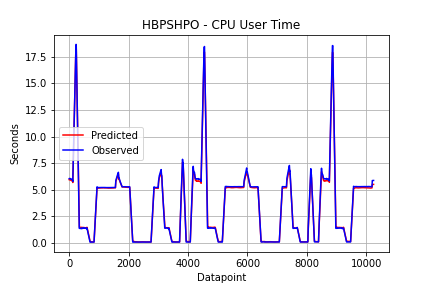 HBPSHPO - CPU User Time
Seconds
17.5
15.0
12.5
10.0
7.5
5.0
2.5
0.0
Predicted
Observed
0 2000 4000 6000 8000 10000
Datapoint